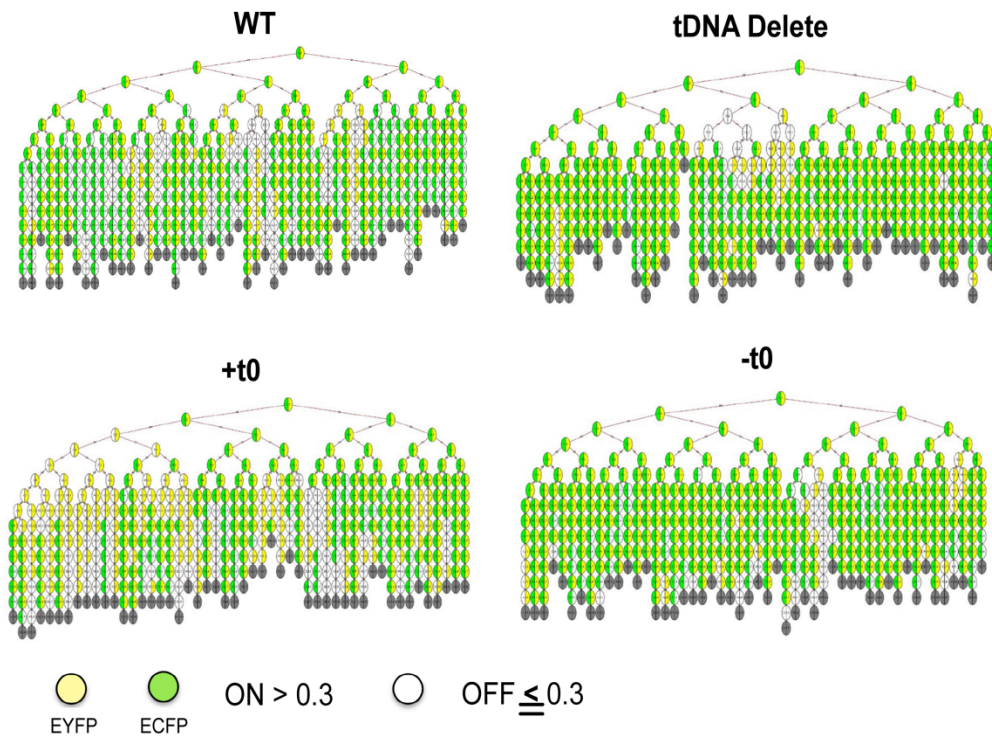 WT
tDNA Delete
+t0
-t0
ON > 0.3
OFF ≤ 0.3
EYFP
ECFP